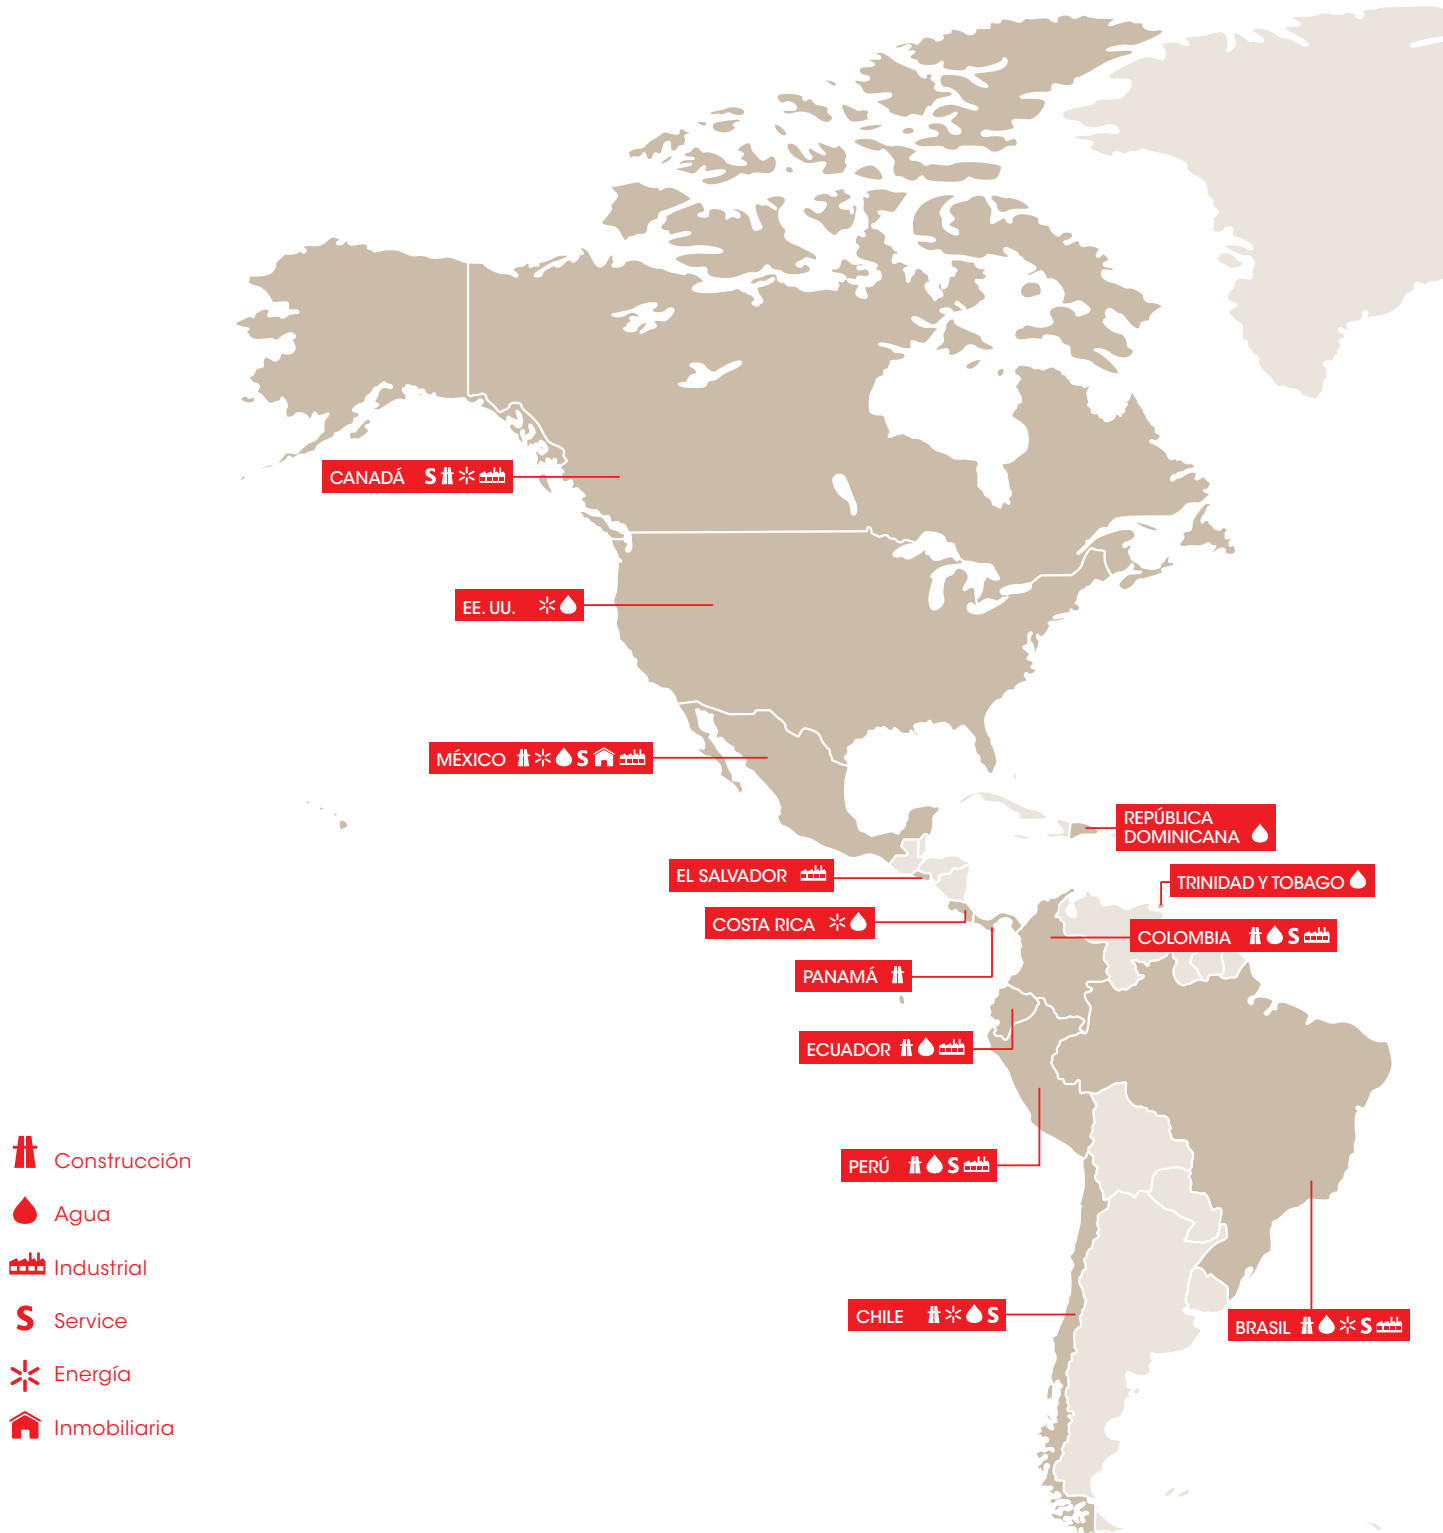 CANADÁ S
EE. UU.
MÉXICO S
REPÚBLICA
DOMINICANA
EL SALVADOR
TRINIDAD Y TOBAGO
COSTA RICA
COLOMBIA S
PANAMÁ
ECUADOR
PERÚ S
CHILE S
BRASIL S
Construcción
Agua
Industrial
S Service
Energía
Inmobiliaria